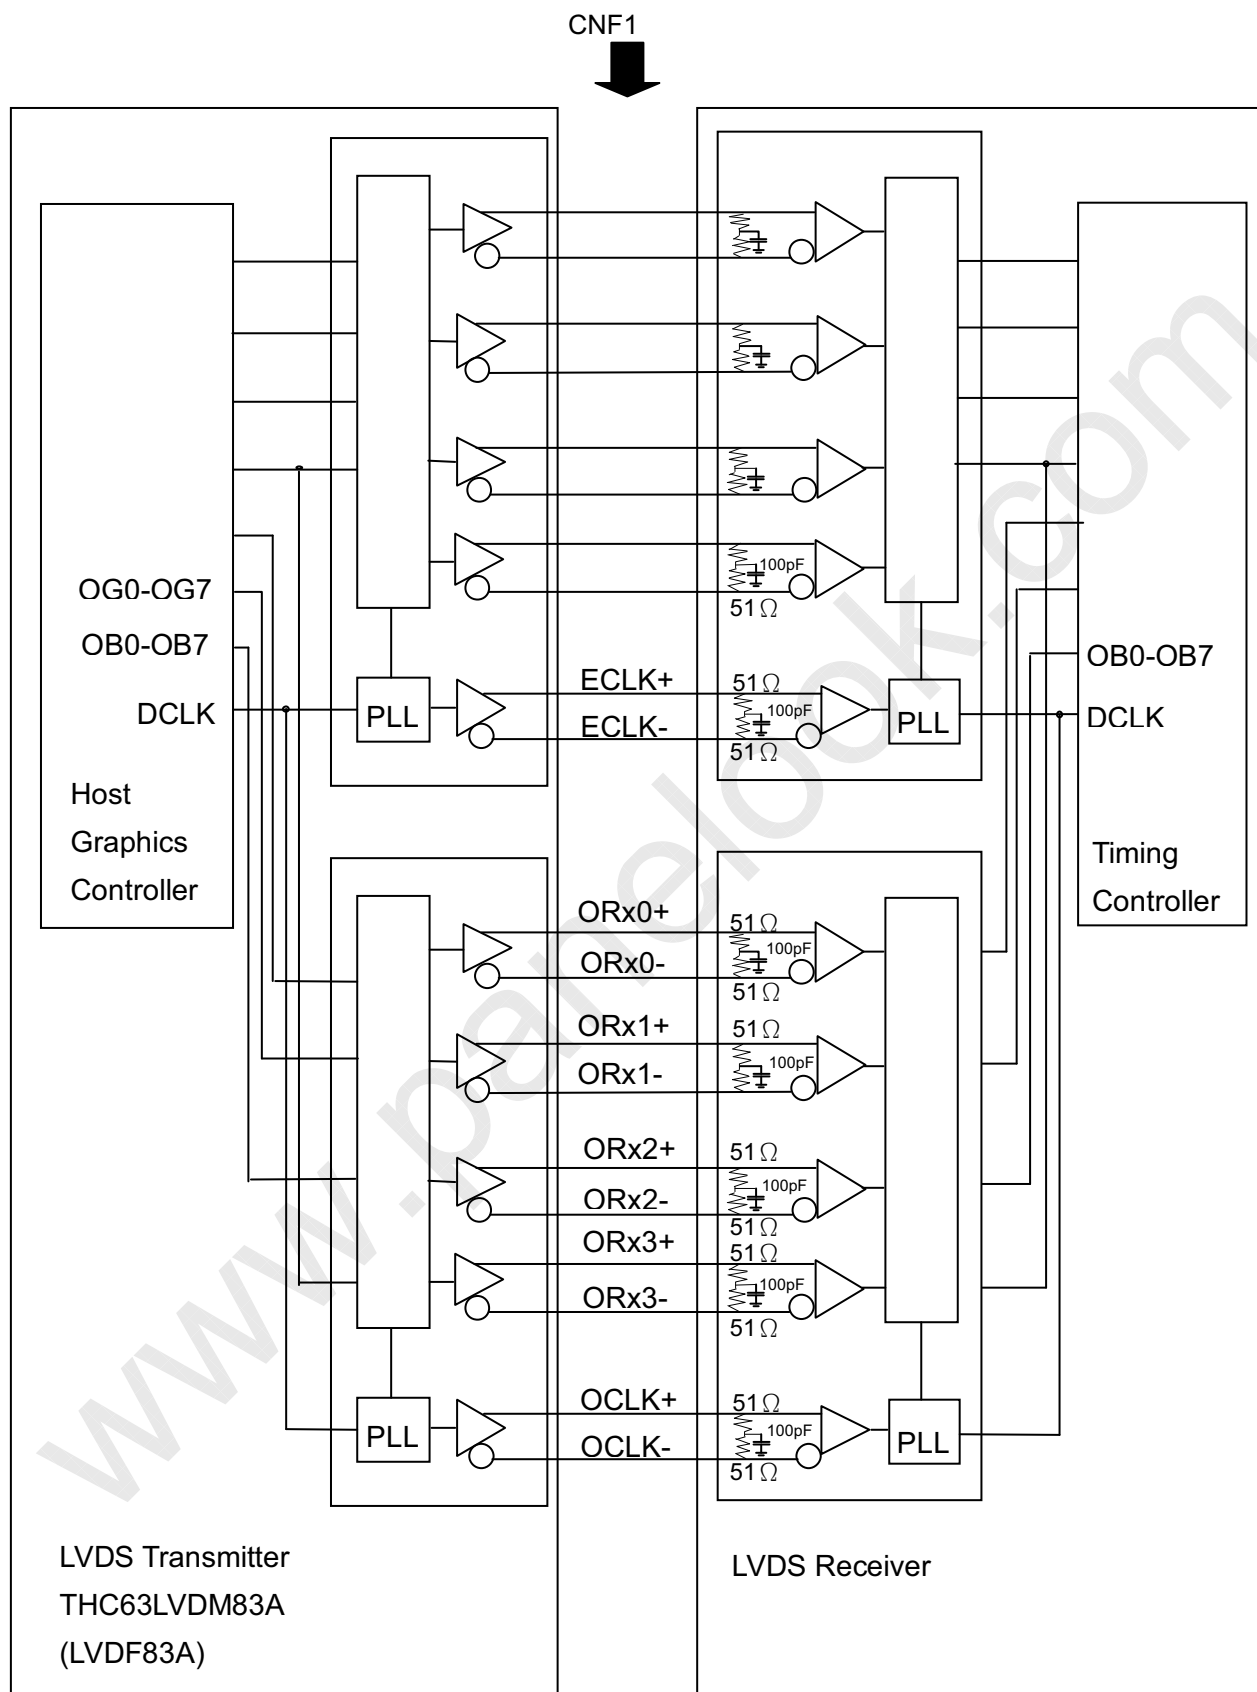 CNF1
100pF
51Ω
OG0-OG7
OB0-OB7
OB0-OB7
ECLK+
51Ω
DCLK
PLL
100pF
PLL
DCLK
ECLK-
51Ω
Host
Graphics
Controller
Timing
Controller
ORx0+
51Ω
100pF
ORx0-
51Ω
ORx1+
51Ω
100pF
ORx1-
51Ω
ORx2+
51Ω
100pF
ORx2-
51Ω
ORx3+
51Ω
100pF
ORx3-
51Ω
OCLK+
51Ω
PLL
100pF
PLL
OCLK-
51Ω
LVDS Transmitter
THC63LVDM83A
(LVDF83A)
LVDS Receiver
www.panelook.com